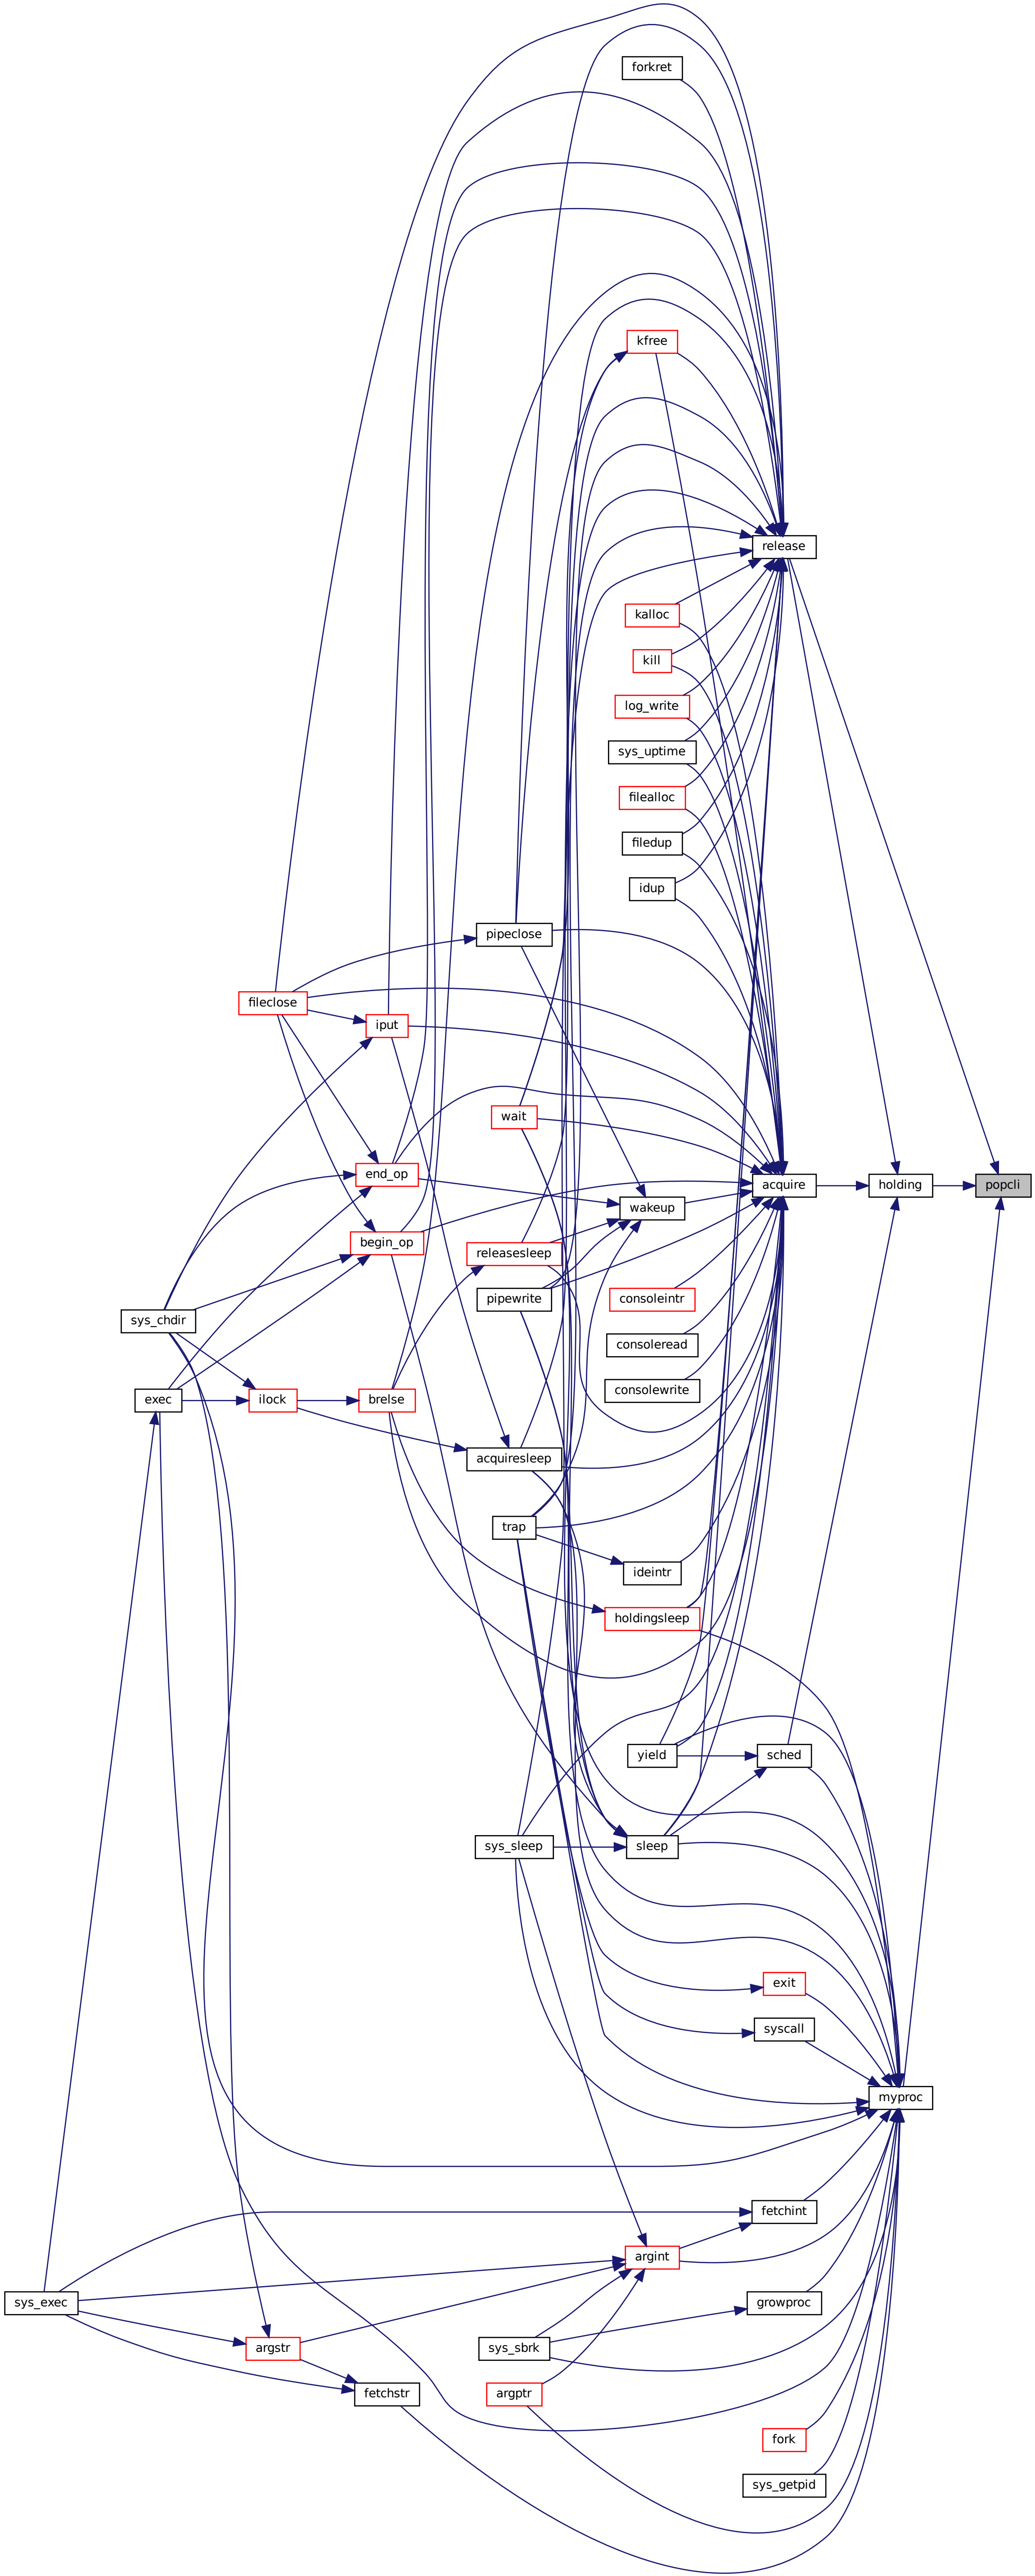 forkret
kfree
release
kalloc
kill
log_write
sys_uptime
filealloc
filedup
idup
pipeclose
fileclose
iput
wait
end_op
acquire
holding
popcli
wakeup
begin_op
releasesleep
pipewrite
consoleintr
sys_chdir
consoleread
consolewrite
exec
ilock
brelse
acquiresleep
trap
ideintr
holdingsleep
yield
sched
sys_sleep
sleep
exit
syscall
myproc
fetchint
argint
sys_exec
growproc
argstr
sys_sbrk
fetchstr
argptr
fork
sys_getpid